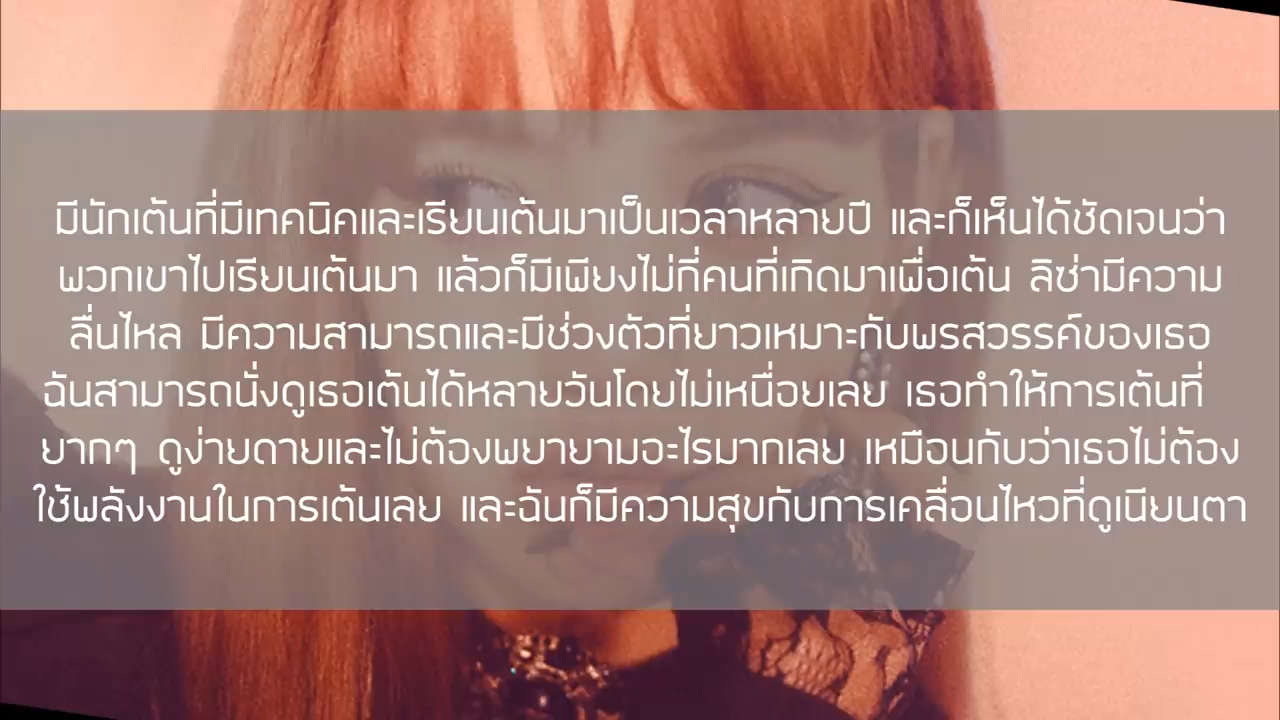 มีนักเต้นที่มีเทคนิคและเรียนเต้นมาเป็นเวลาหลายปี และก็เห็นได้ชัดเจนว่า
พวกเขาไปเรียนเต้นมา แล้วก็มีเพียงไม่กี่คนที่เกิดมาเพื่อเต้น ลิซ่ามีความ
ลื่นไหล มีความสามารถและมีช่วงตัวที่ยาวเหมาะกับพรสวรรค์ของเธอ
ฉันสามารถนั่งดูเธอเต้นได้หลายวันโดยไม่เหนื่อยเลย เธอทำให้การเต้นที่
ยากๆ ดูง่ายดายและไม่ต้องพยายามอะไรมากเลย เหมือนกับว่าเธอไม่ต้อง
ใช้พลังงานในการเต้นเลย และฉันก็มีความสุขกับการเคลื่อนไหวที่ดูเนียนตา